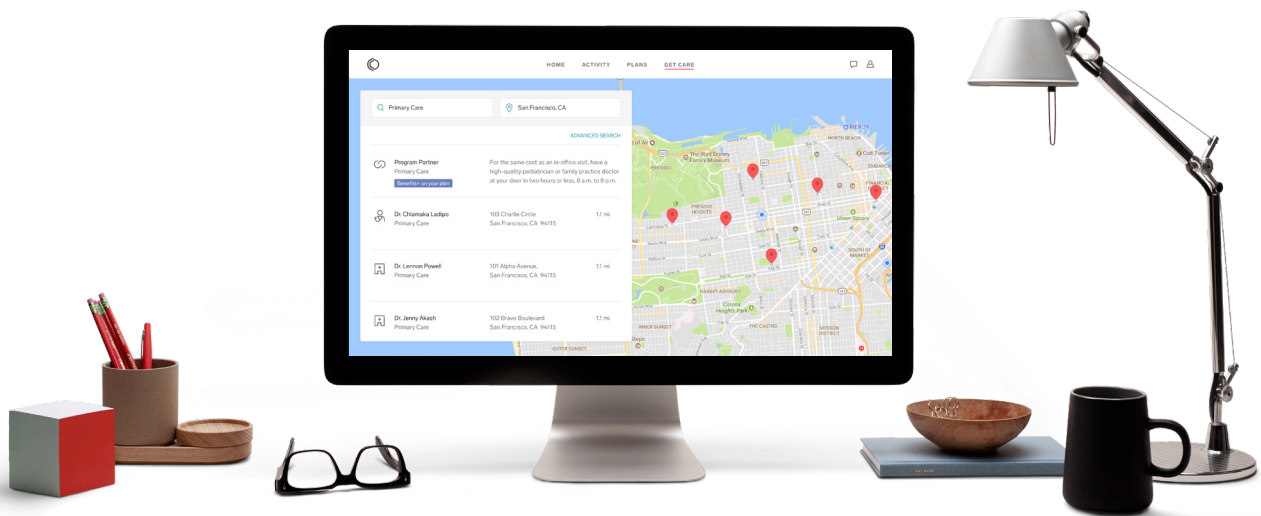 HOME
ACTIVITY
PLANS
GET CARE
Primary Care
San Francisco, CA
ADVANCED SEARCH
Program Partner
Primary Care
Benefits+ on your plan
For the same cost as an in-office visit, have a
high-quality pediatrician or family practice doctor
at your door in two hours or less, 8 a.m. to 8 p.m.
Dr. Chiamaka Ladipo
Primary Care
103 Charlie Circle
San Francisco, CA 94115
1.1 mi
Dr. Lennon Powell
Primary Care
101 Alpha Avenue,
San Francisco, CA 94115
1.1 mi
Dr. Jenny Akash
Primary Care
102 Bravo Boulevard
San Francisco, CA 94115
1.1 mi
NORTH BEACH
The Walt Disney
Family Museum
PRESIDIO
PRESIDIO
HEIGHTS
Union Square
SOUTH OF
MARKET
HAIGHT-ASHBURY
Corona
Heights Park
INNER SUNSET
THE CASTRO
MISSION
DISTRICT
OUTER SUNSET